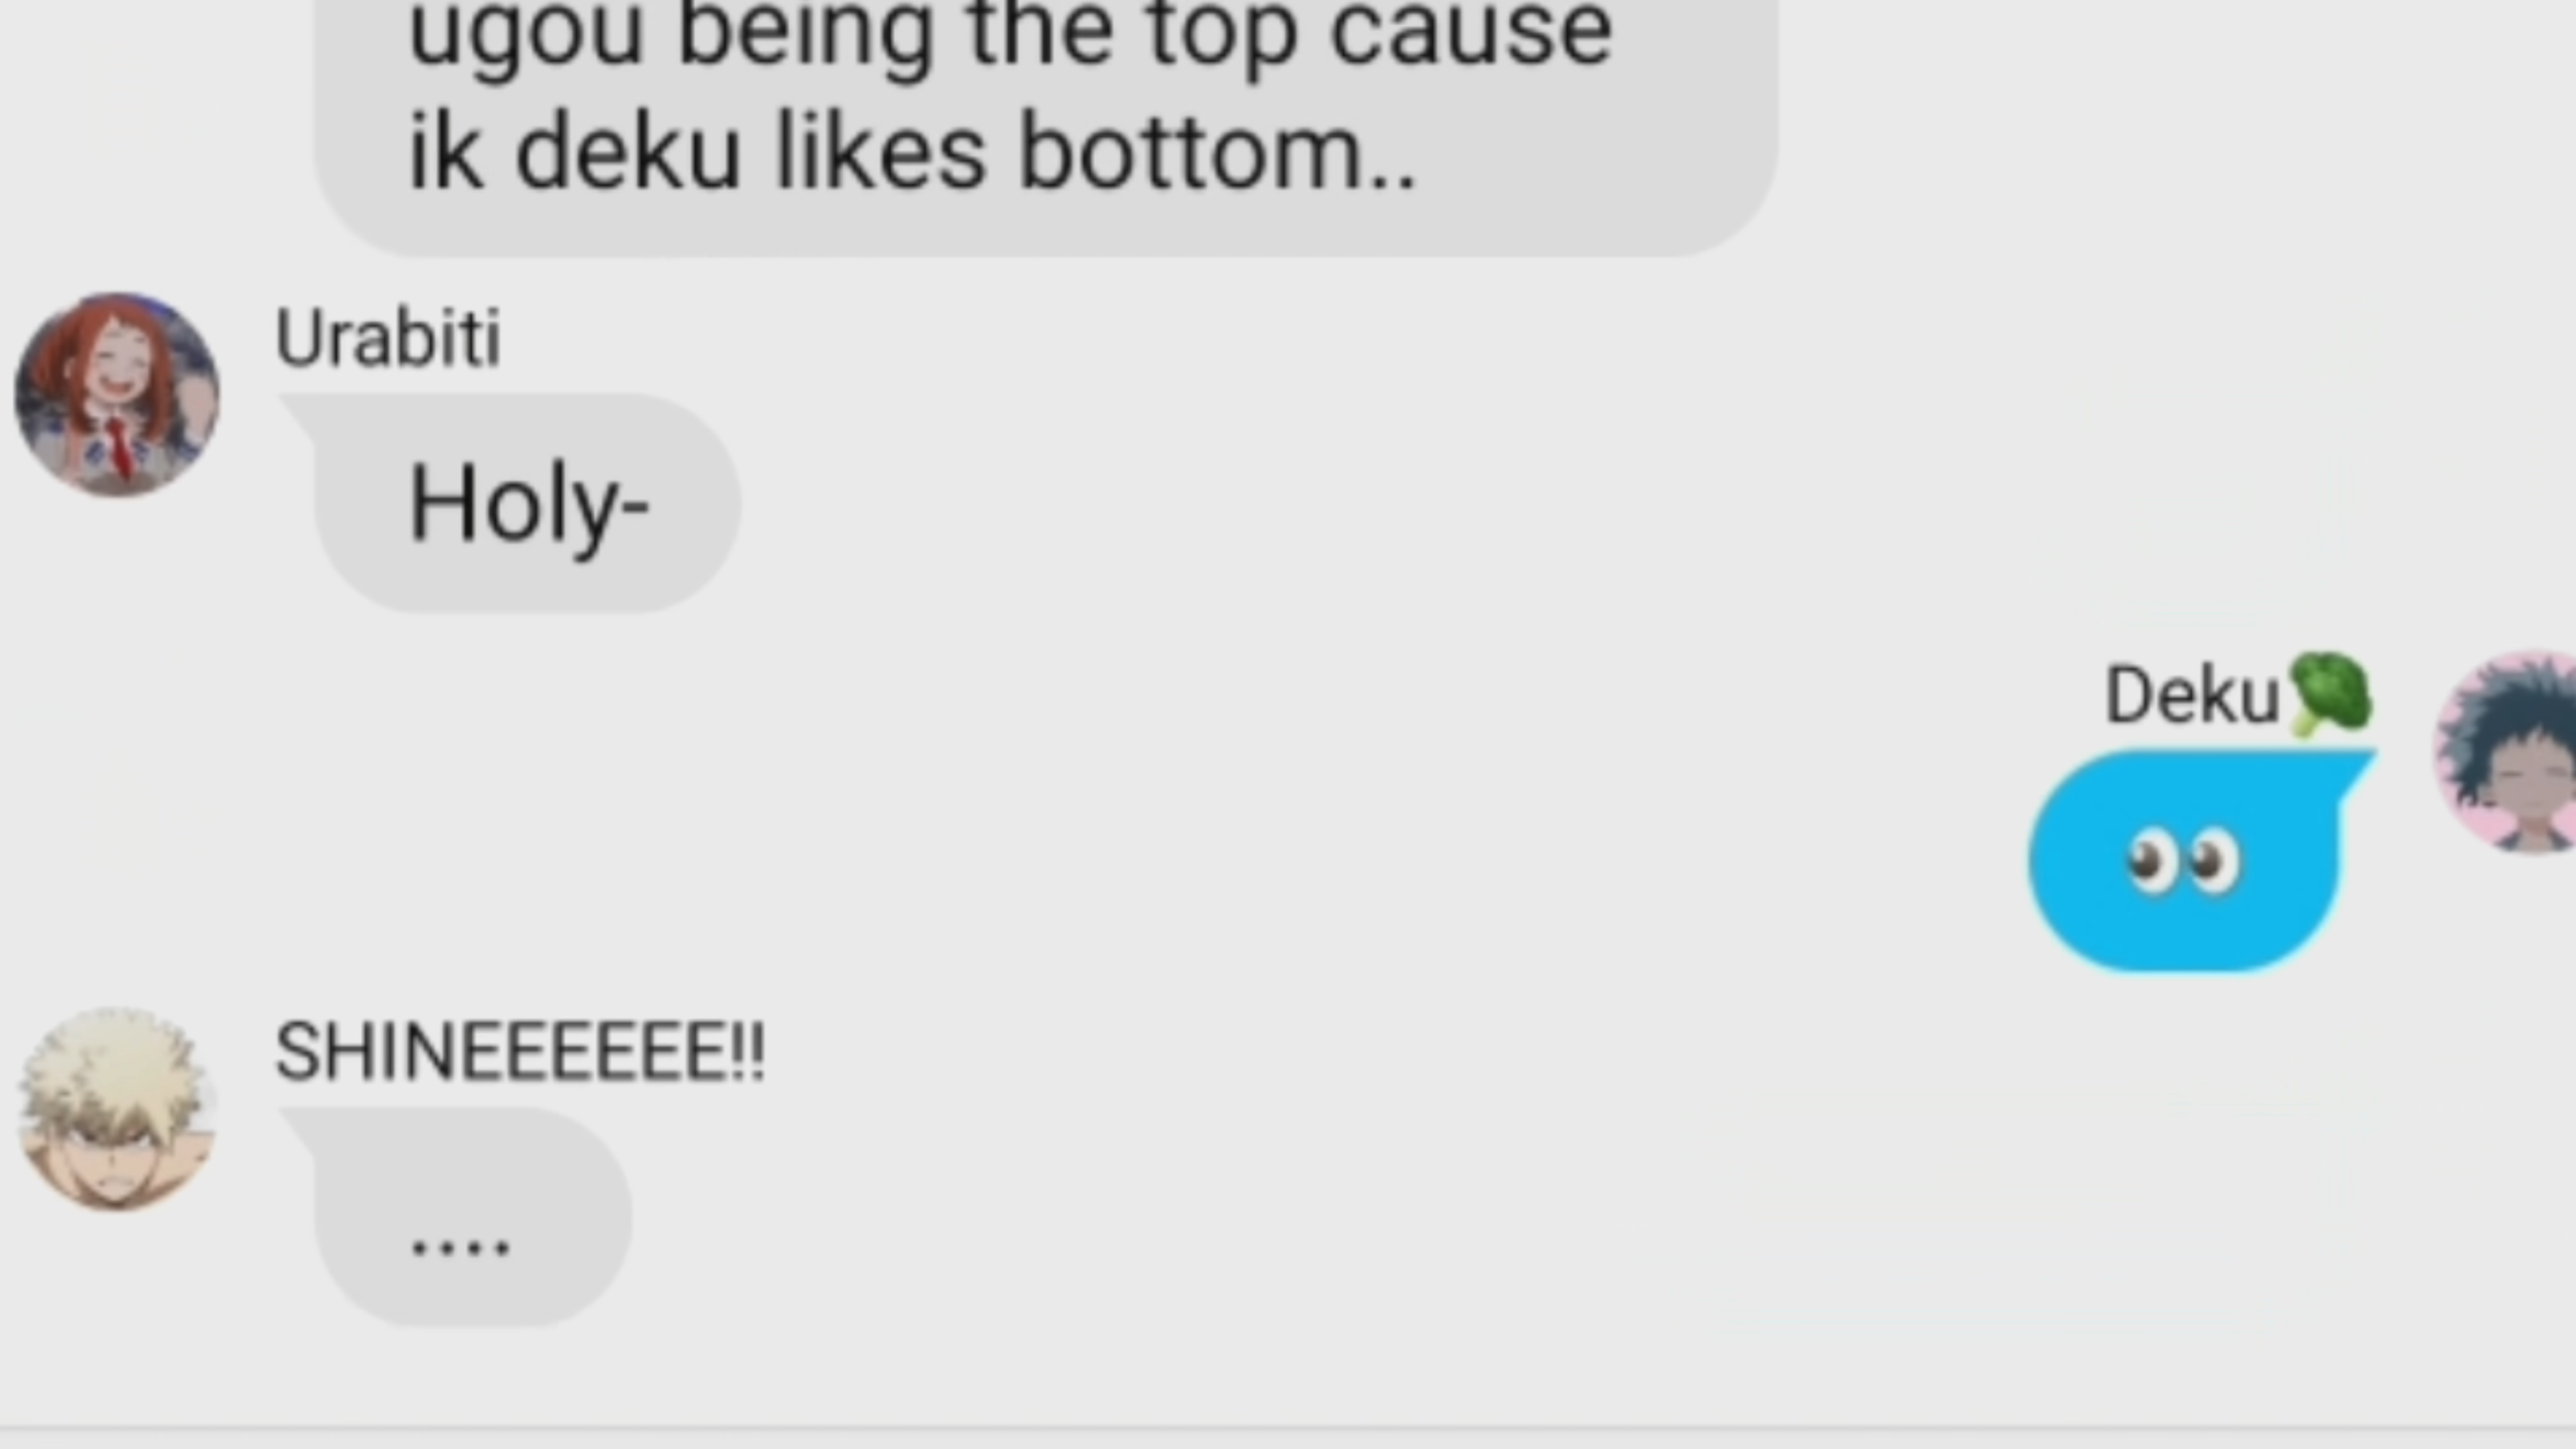 ugou being the top cause
ik deku likes bottom..
Urabiti
Holy-
Deku🥦
👀
SHINEEEEEE!!
....